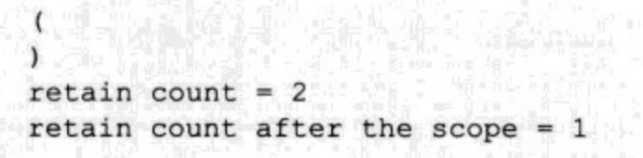 (
)
retain count = 2
retain count after the scope = 1